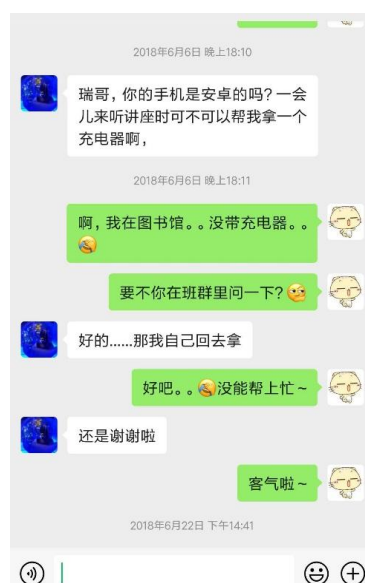 2018年6月6日 晚上18:10
瑞哥，你的手机是安卓的吗？一会
儿来听讲座时可不可以帮我拿一个
充电器啊，
2018年6月6日 晚上18:11
啊，我在图书馆。。没带充电器。。
要不你在班群里问一下？
好的......那我自己回去拿
好吧。。没能帮上忙～
还是谢谢啦
客气啦～
2018年6月22日 下午14:41